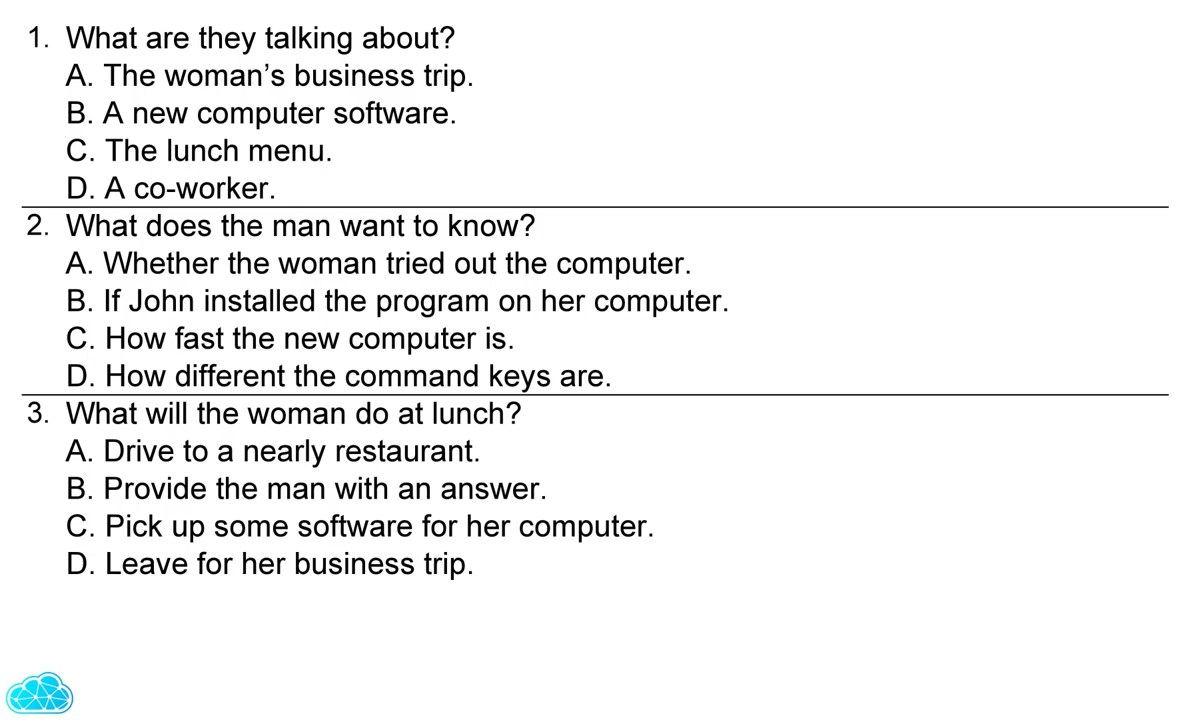 1. What are they talking about?
A. The woman’s business trip.
B. A new computer software.
C. The lunch menu.
D. A co-worker.
2. What does the man want to know?
A. Whether the woman tried out the computer.
B. If John installed the program on her computer.
C. How fast the new computer is.
D. How different the command keys are.
3. What will the woman do at lunch?
A. Drive to a nearly restaurant.
B. Provide the man with an answer.
C. Pick up some software for her computer.
D. Leave for her business trip.